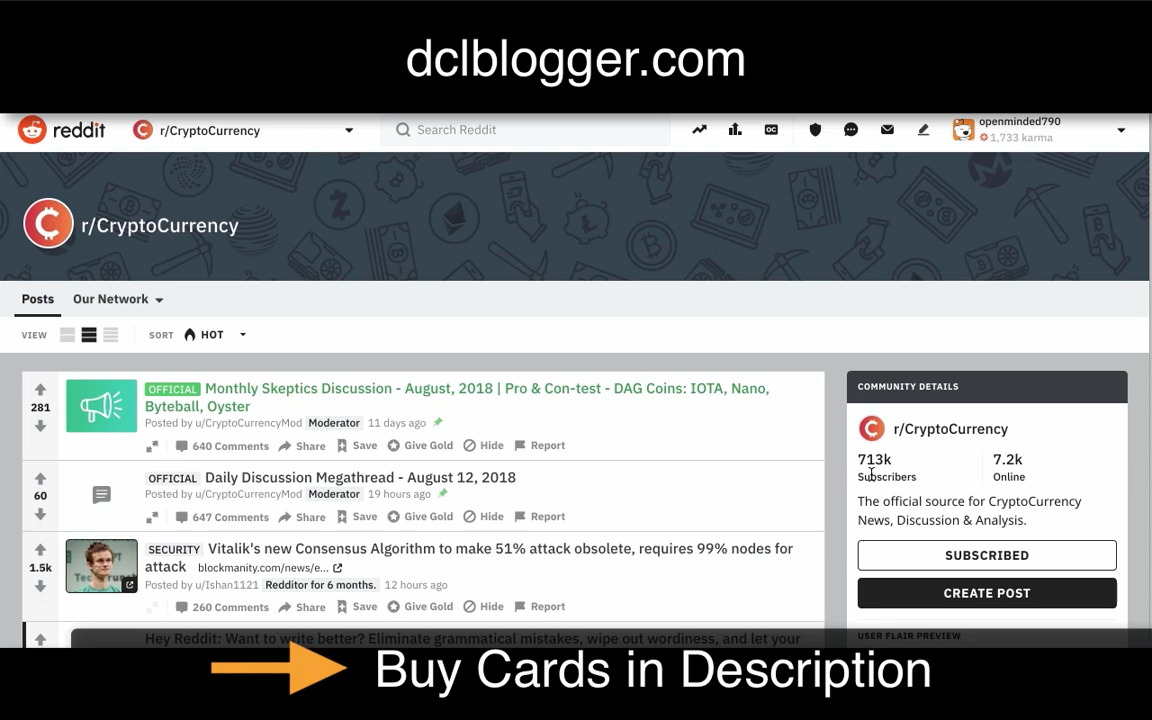 dclblogger.com
reddit r/CryptoCurrency Search Reddit OC openminded790
1,733 karma
r/CryptoCurrency
Posts Our Network
VIEW SORT HOT
281 OFFICIAL Monthly Skeptics Discussion - August, 2018 | Pro & Con-test - DAG Coins: IOTA, Nano,
Byteball, Oyster
Posted by u/CryptoCurrencyMod Moderator 11 days ago
640 Comments Share Save Give Gold Hide Report
60 OFFICIAL Daily Discussion Megathread - August 12, 2018
Posted by u/CryptoCurrencyMod Moderator 19 hours ago
647 Comments Share Save Give Gold Hide Report
1.5k SECURITY Vitalik's new Consensus Algorithm to make 51% attack obsolete, requires 99% nodes for
attack blockmanity.com/news/e...
Posted by u/Ishan1121 Redditor for 6 months. 12 hours ago
260 Comments Share Save Give Gold Hide Report
Hey Reddit: Want to write better? Eliminate grammatical mistakes, wipe out wordiness, and let your
COMMUNITY DETAILS
r/CryptoCurrency
713k 7.2k
Subscribers Online
The official source for CryptoCurrency
News, Discussion & Analysis.
SUBSCRIBED
CREATE POST
USER FLAIR PREVIEW
Buy Cards in Description